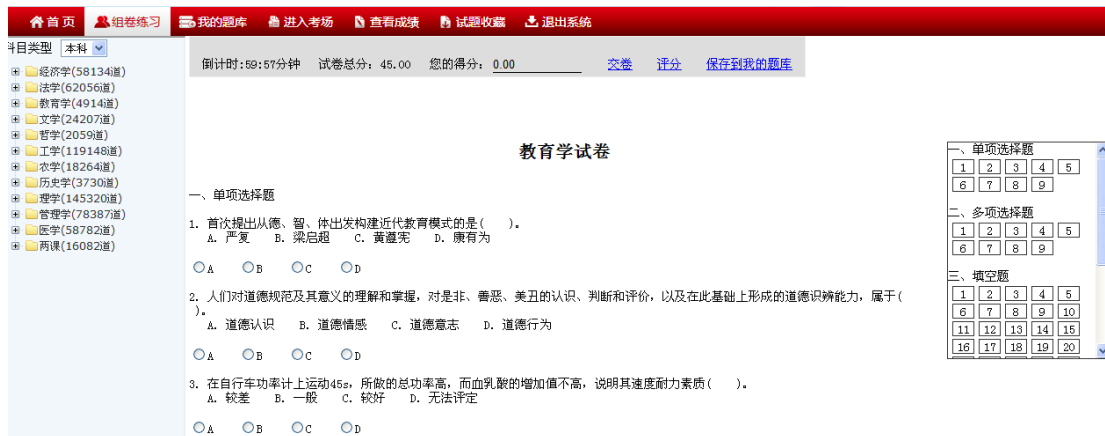 首页 组卷练习 我的题库 进入考场 查看成绩 试题收藏 退出系统
科目类型 本科
倒计时:59:57分钟 试卷总分: 45.00 您的得分: 0.00 交卷 评分 保存到我的题库
经济学(58134道)
法学(62056道)
教育学(4914道)
文学(24207道)
哲学(2059道)
工学(119148道)
农学(18264道)
历史学(3730道)
理学(145320道)
管理学(78387道)
医学(58782道)
两课(16082道)
教育学试卷
一、单项选择题
1. 首次提出从德、智、体出发构建近代教育模式的是( )。
A. 严复 B. 梁启超 C. 黄遵宪 D. 康有为
A B C D
2. 人们对道德规范及其意义的理解和掌握，对是非、善恶、美丑的认识、判断和评价，以及在此基础上形成的道德识辨能力，属于(
)。
A. 道德认识 B. 道德情感 C. 道德意志 D. 道德行为
A B C D
3. 在自行车功率计上运动45s，所做的总功率高，而血乳酸的增加值不高，说明其速度耐力素质( )。
A. 较差 B. 一般 C. 较好 D. 无法评定
A B C D
一、单项选择题
1 2 3 4 5
6 7 8 9
二、多项选择题
1 2 3 4 5
6 7 8 9
三、填空题
1 2 3 4 5
6 7 8 9 10
11 12 13 14 15
16 17 18 19 20